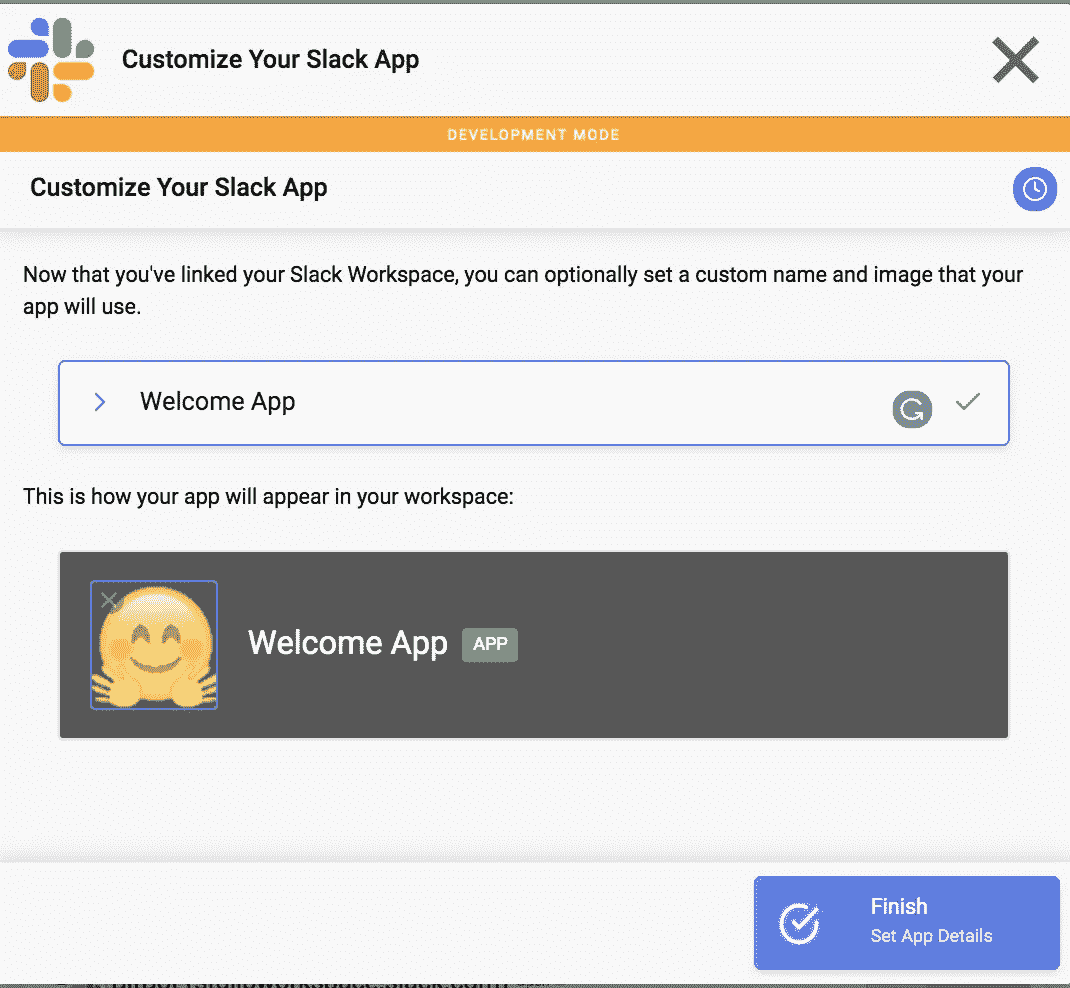 Customize Your Slack App
DEVELOPMENT MODE
Customize Your Slack App
Now that you've linked your Slack Workspace, you can optionally set a custom name and image that your
app will use.
Welcome App
This is how your app will appear in your workspace:
Welcome App APP
Finish
Set App Details